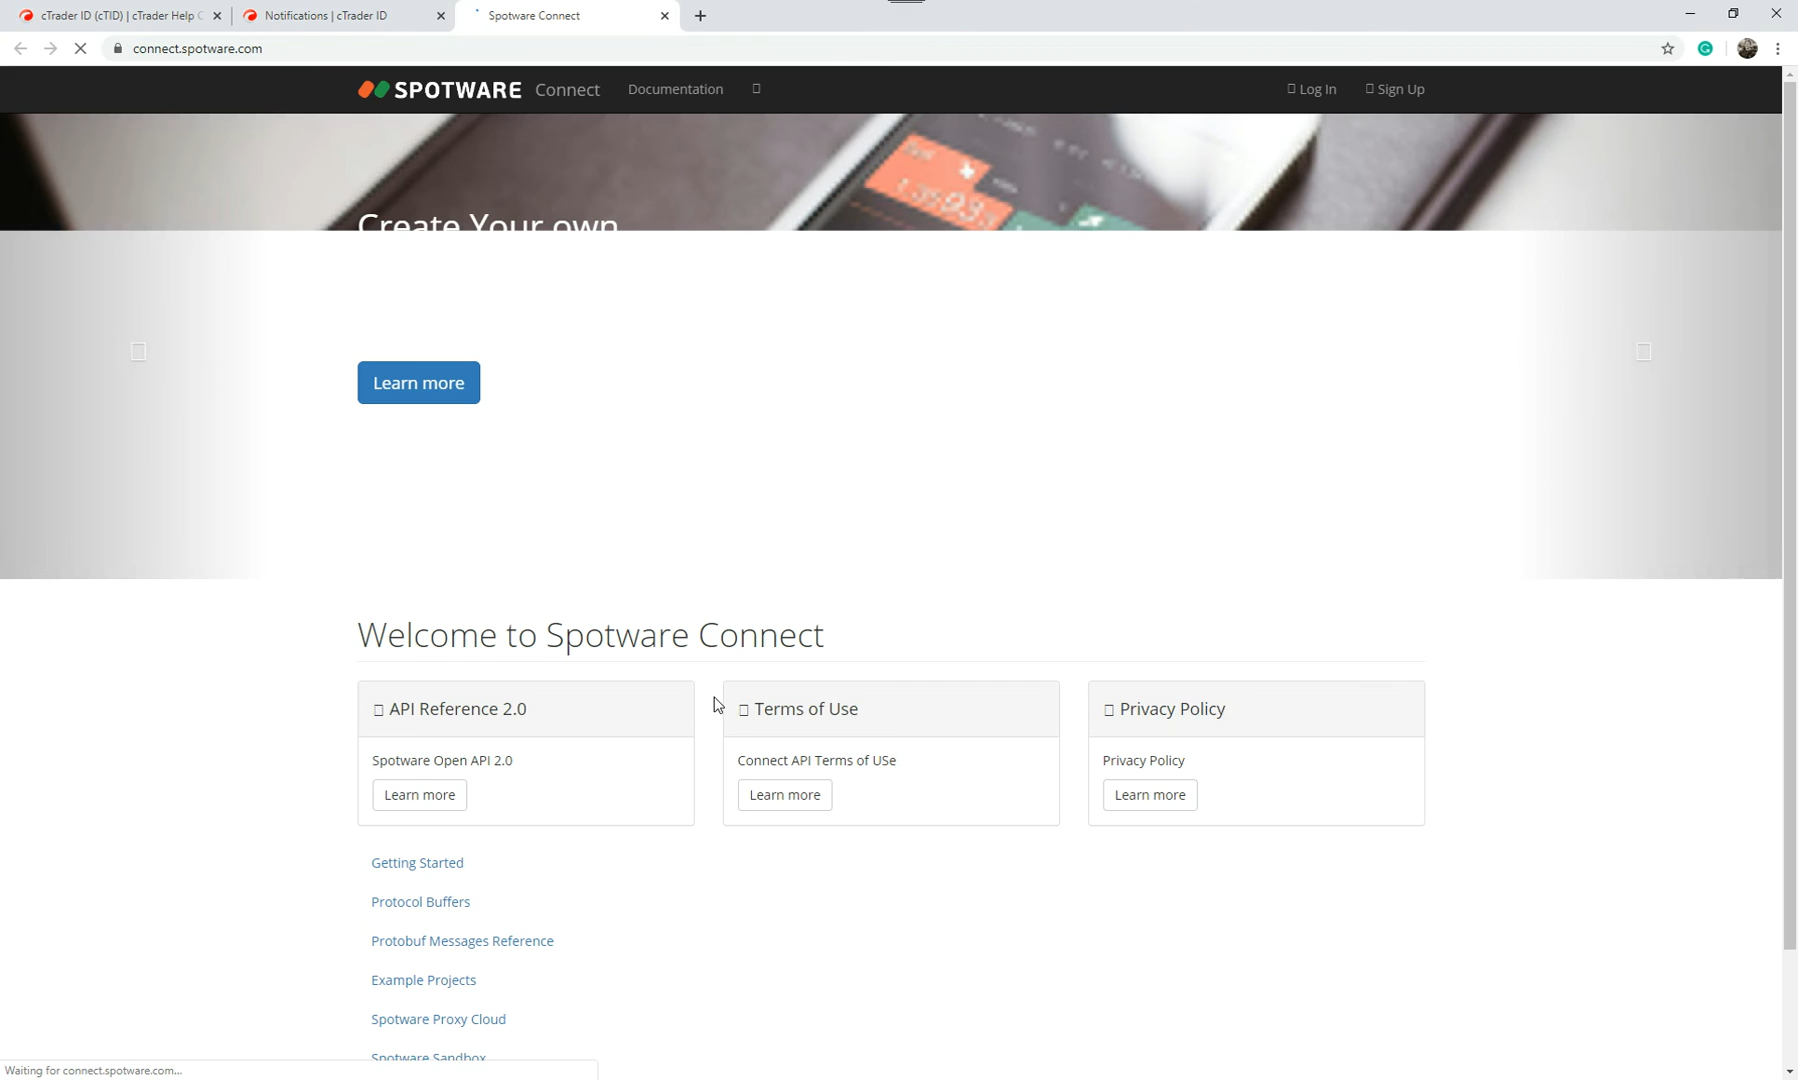 cTrader ID (cTID) | cTrader Help C
Notifications | cTrader ID
Spotware Connect
connect.spotware.com
SPOTWARE Connect Documentation
Log In Sign Up
Create Your own
Learn more
Welcome to Spotware Connect
API Reference 2.0
Spotware Open API 2.0
Learn more
Terms of Use
Connect API Terms of USe
Learn more
Privacy Policy
Privacy Policy
Learn more
Getting Started
Protocol Buffers
Protobuf Messages Reference
Example Projects
Spotware Proxy Cloud
Spotware Sandbox
Waiting for connect.spotware.com...